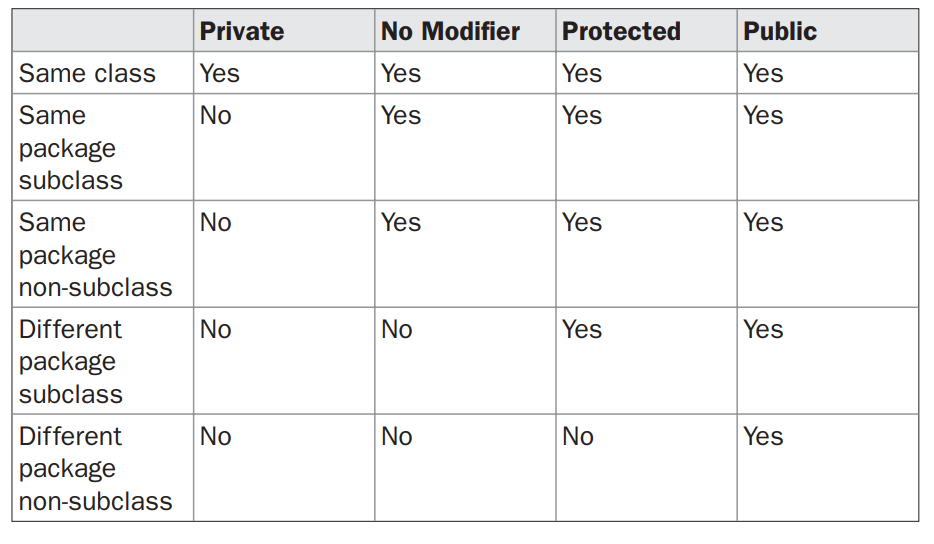 Private No Modifier Protected Public
Same class Yes Yes Yes Yes
Same No Yes Yes Yes
package
subclass
Same No Yes Yes Yes
package
non-subclass
Different No No Yes Yes
package
subclass
Different No No No Yes
package
non-subclass